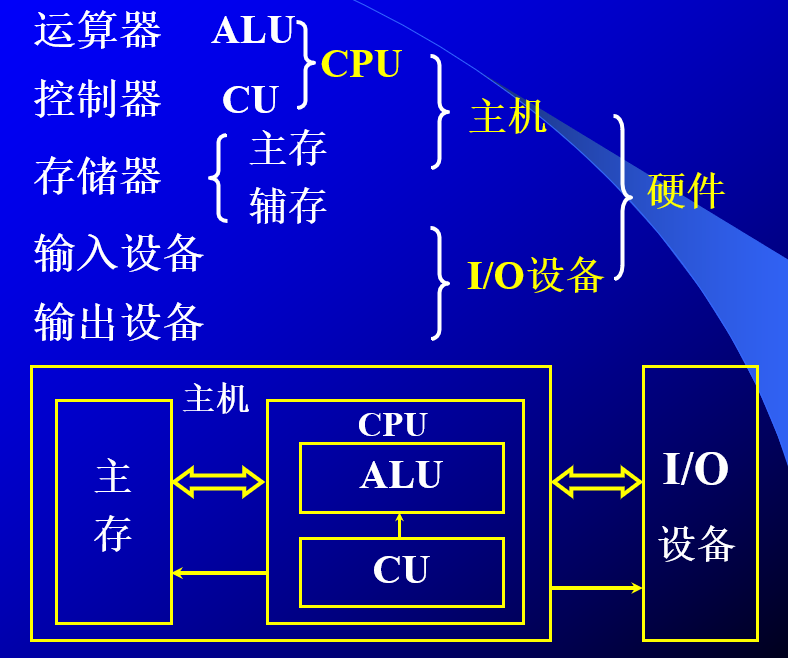 运算器 ALU
CPU
控制器 CU
主机
存储器 主存
辅存
硬件
输入设备
I/O设备
输出设备
主机
CPU
主
存
ALU
CU
I/O
设备